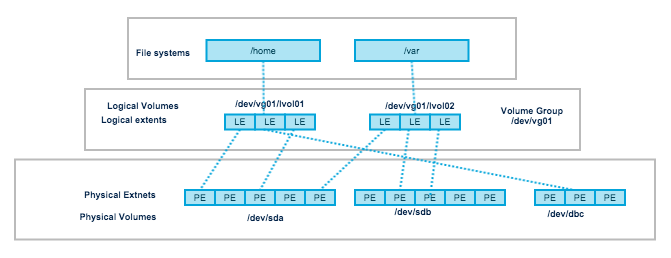 File systems
/home
/var
Logical Volumes
/dev/vg01/lvol01
/dev/vg01/lvol02
Volume Group
Logical extents
LE LE LE
LE LE LE
/dev/vg01
Physical Extnets
PE PE PE PE PE
PE PE PE PE PE
PE PE PE
Physical Volumes
/dev/sda
/dev/sdb
/dev/dbc